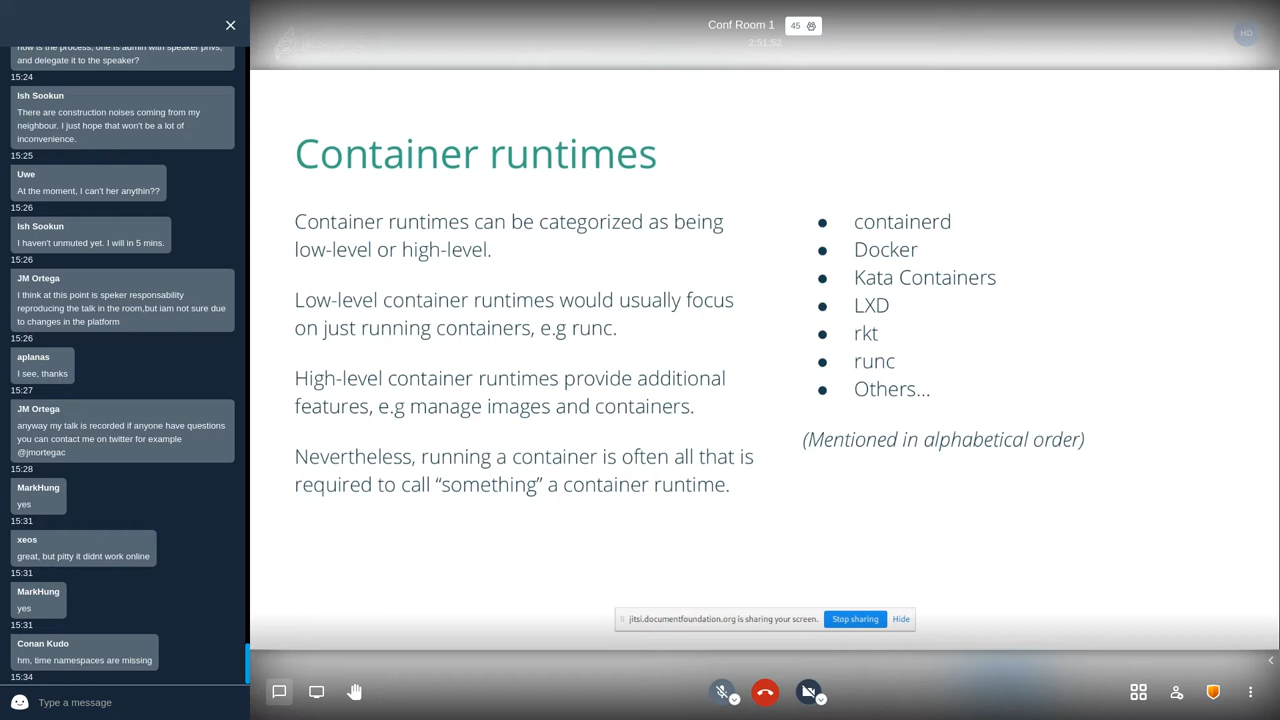 now is the process, one is admin with speaker privs,
and delegate it to the speaker?
15:24
Ish Sookun
There are construction noises coming from my
neighbour. I just hope that won't be a lot of
inconvenience.
15:25
Uwe
At the moment, I can't her anythin??
15:26
Ish Sookun
I haven't unmuted yet. I will in 5 mins.
15:26
JM Ortega
I think at this point is speker responsability
reproducing the talk in the room,but iam not sure due
to changes in the platform
15:26
aplanas
I see, thanks
15:27
JM Ortega
anyway my talk is recorded if anyone have questions
you can contact me on twitter for example
@jmortegac
15:28
MarkHung
yes
15:31
xeos
great, but pitty it didnt work online
15:31
MarkHung
yes
15:31
Conan Kudo
hm, time namespaces are missing
15:34
Type a message
Conf Room 1
45
2:51:52
HD
Container runtimes
Container runtimes can be categorized as being
low-level or high-level.
Low-level container runtimes would usually focus
on just running containers, e.g runc.
High-level container runtimes provide additional
features, e.g manage images and containers.
Nevertheless, running a container is often all that is
required to call “something” a container runtime.
● containerd
● Docker
● Kata Containers
● LXD
● rkt
● runc
● Others...
(Mentioned in alphabetical order)
jitsi.documentfoundation.org is sharing your screen.
Stop sharing
Hide